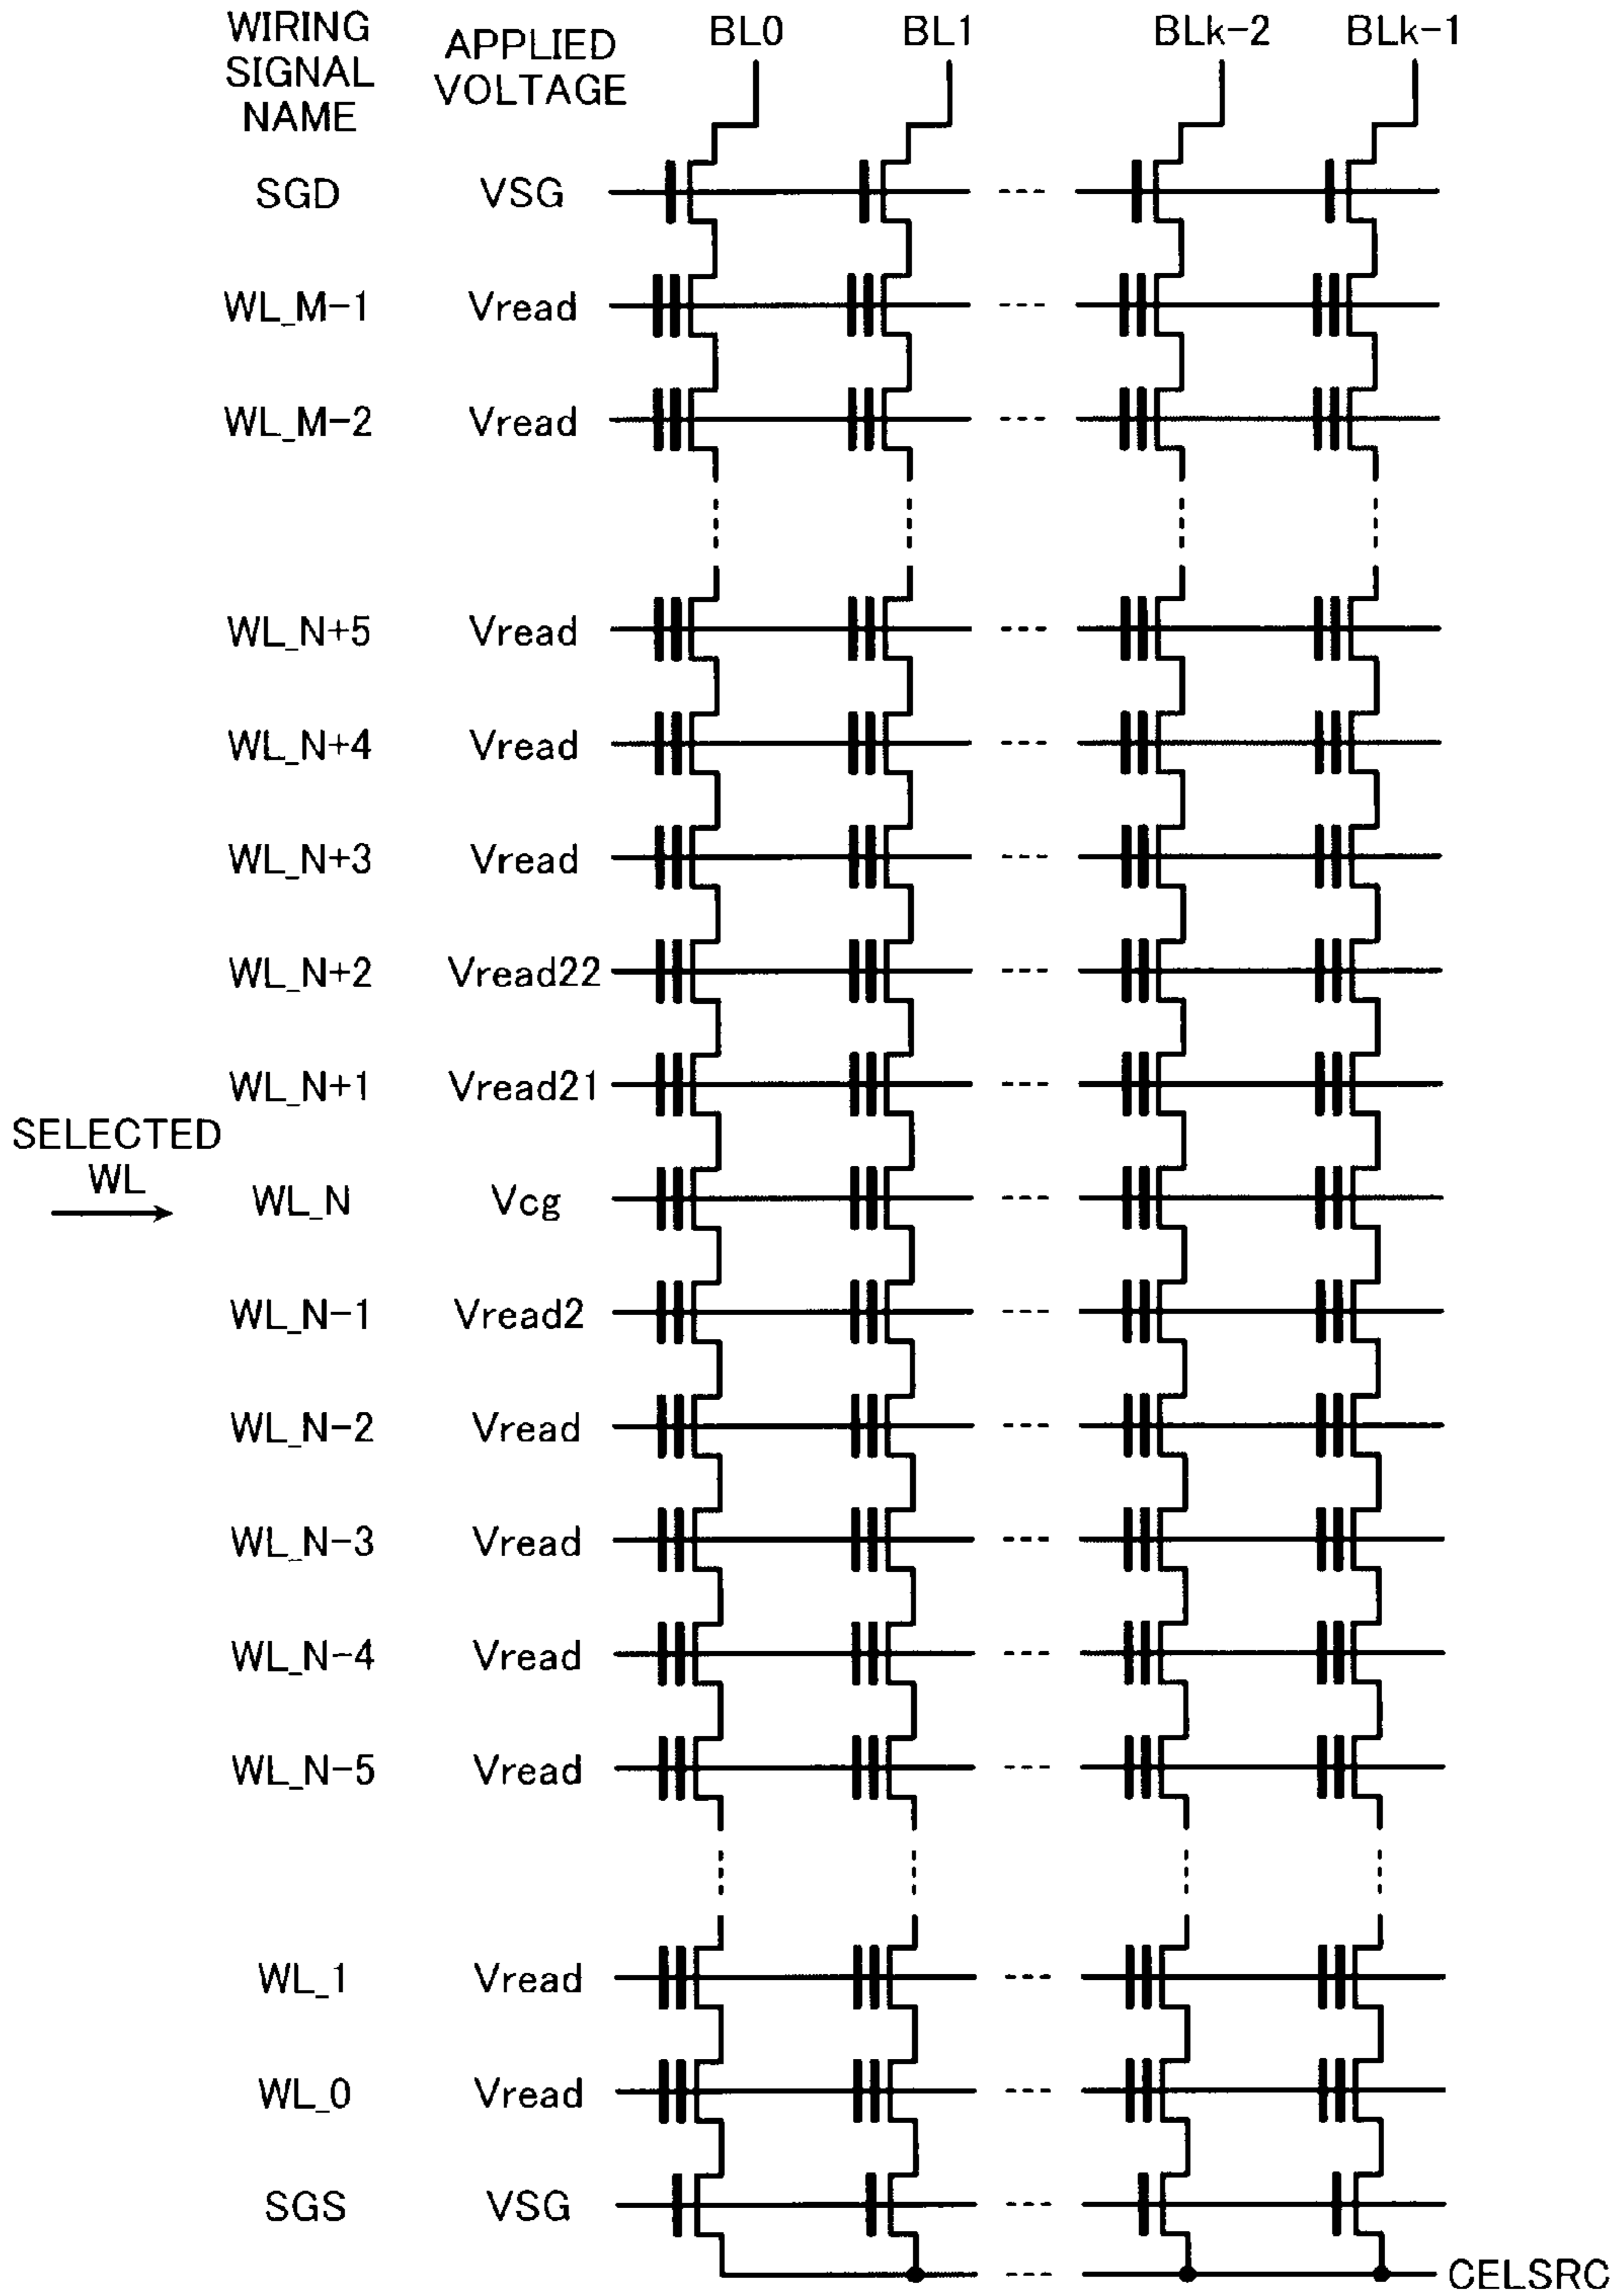 WIRING
SIGNAL
NAME
APPLIED
VOLTAGE
BL0 BL1 BLk-2 BLk-1
SGD VSG
WL_M-1 Vread
WL_M-2 Vread
WL_N+5 Vread
WL_N+4 Vread
WL_N+3 Vread
WL_N+2 Vread22
WL_N+1 Vread21
SELECTED
WL
WL_N Vcg
WL_N-1 Vread2
WL_N-2 Vread
WL_N-3 Vread
WL_N-4 Vread
WL_N-5 Vread
WL_1 Vread
WL_0 Vread
SGS VSG
CELSRC